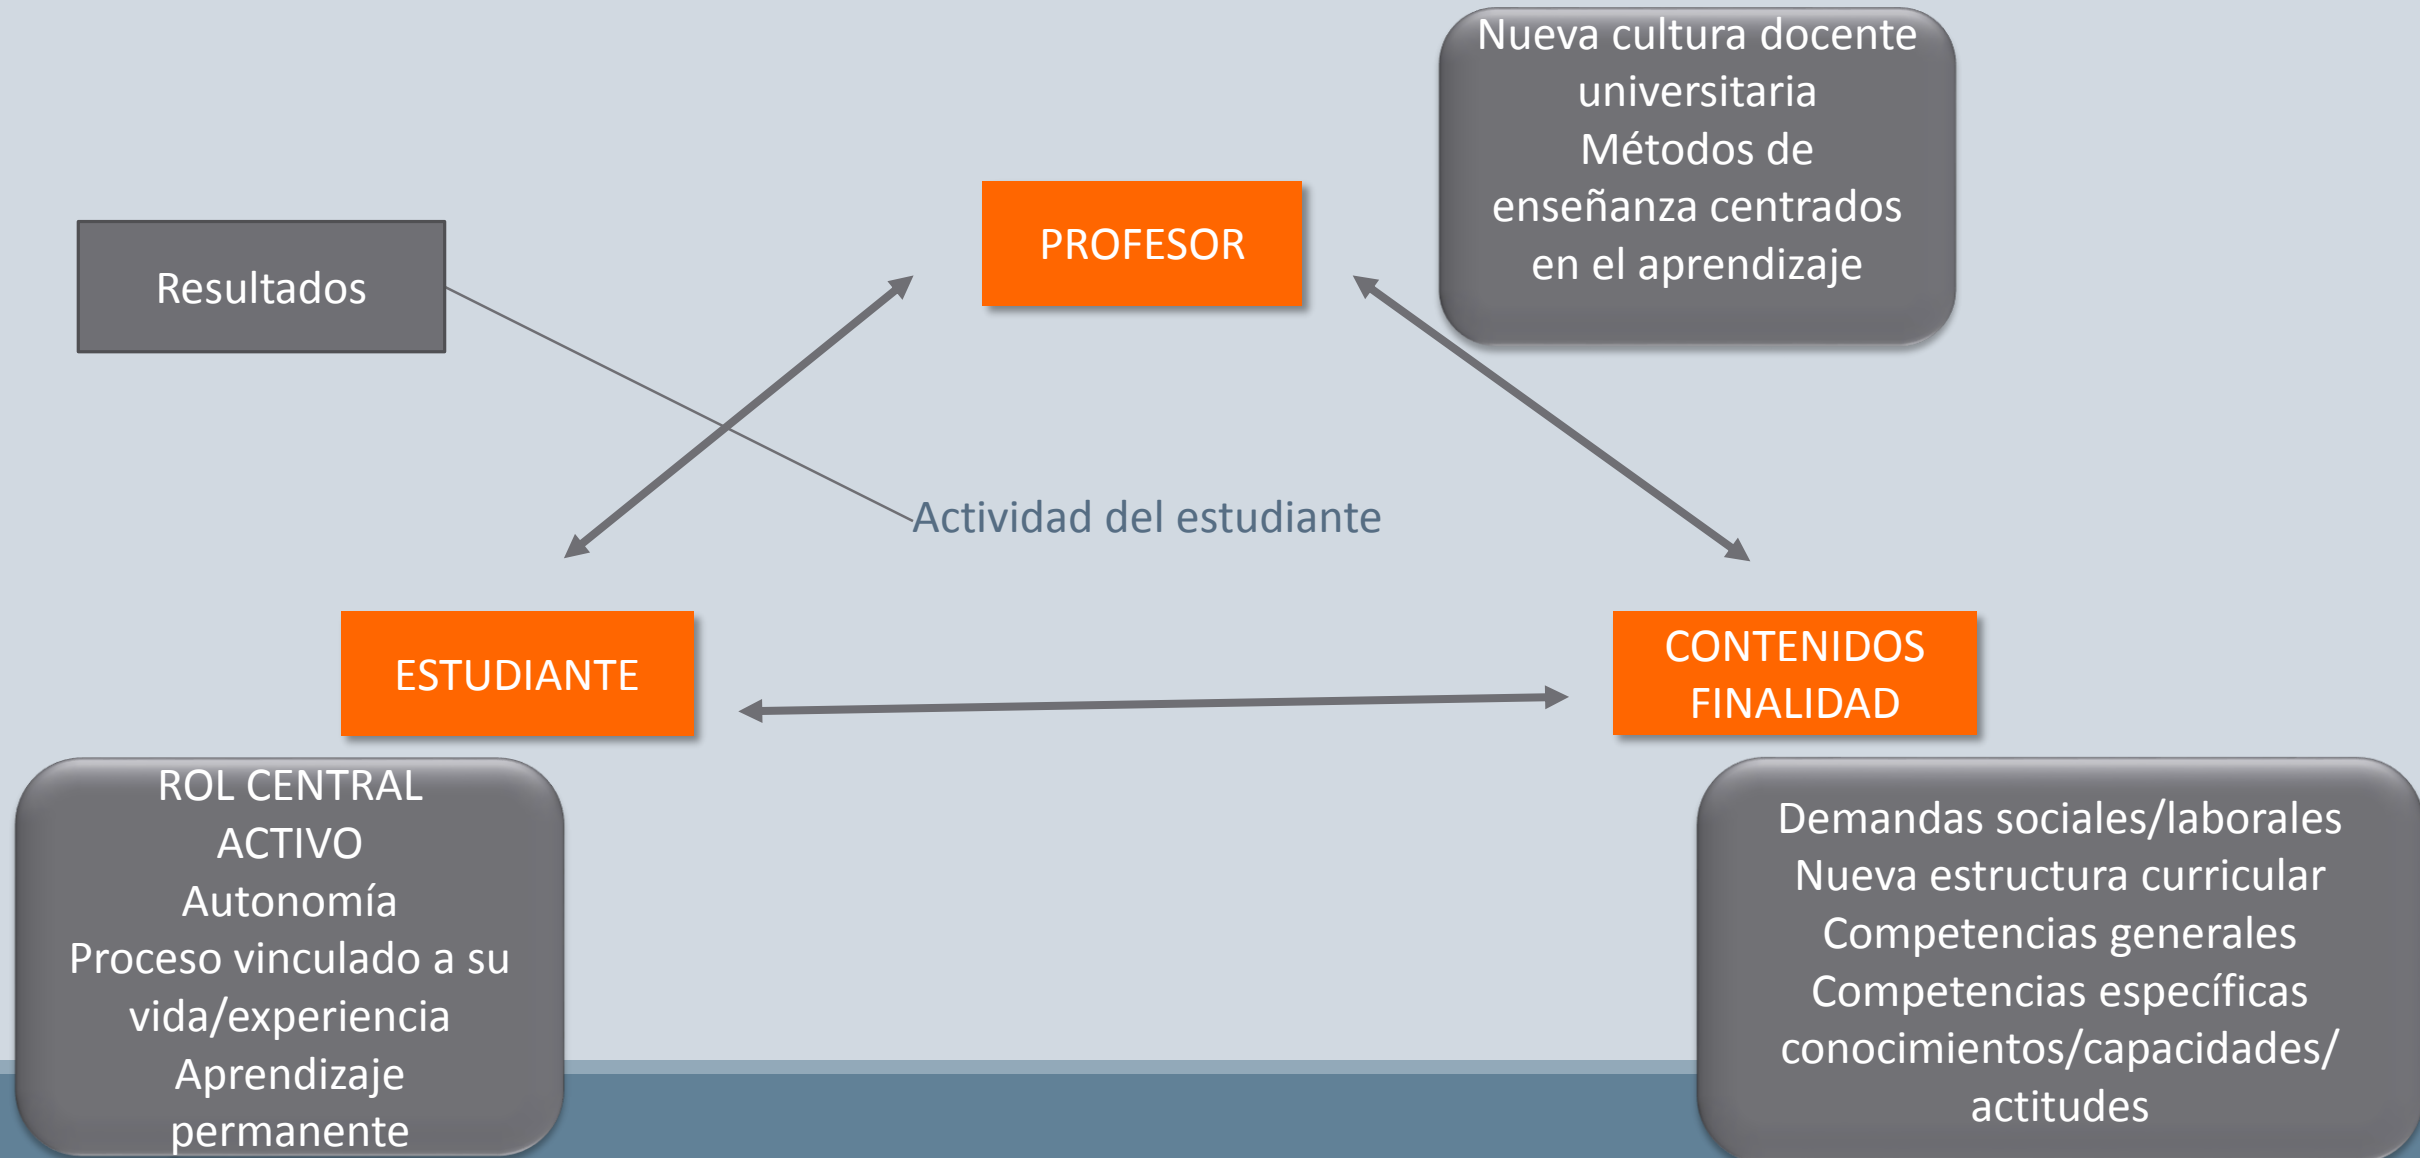 Nueva cultura docente
universitaria
Métodos de
enseñanza centrados
en el aprendizaje
PROFESOR
Resultados
Actividad del estudiante
ESTUDIANTE
CONTENIDOS
FINALIDAD
ROL CENTRAL
ACTIVO
Autonomía
Proceso vinculado a su
vida/experiencia
Aprendizaje
permanente
Demandas sociales/laborales
Nueva estructura curricular
Competencias generales
Competencias específicas
conocimientos/capacidades/
actitudes